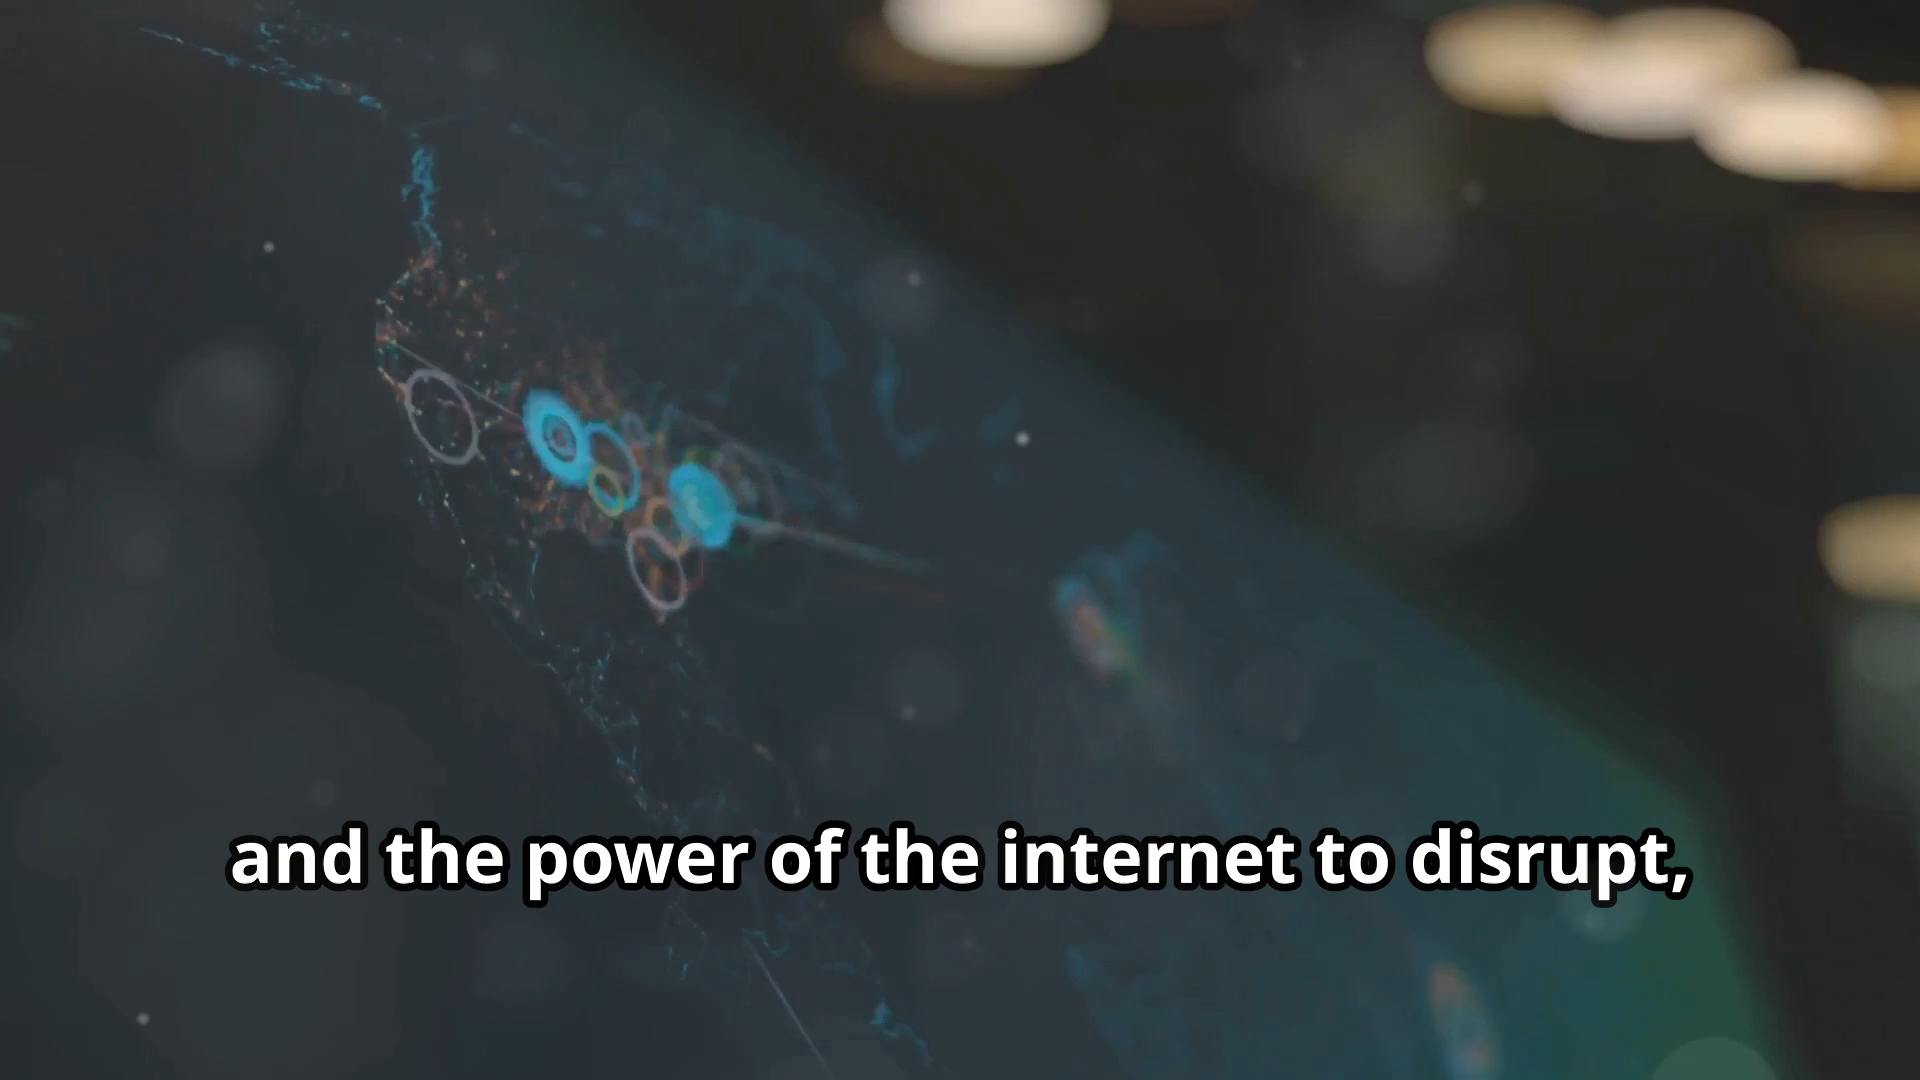 and the power of the internet to disrupt,